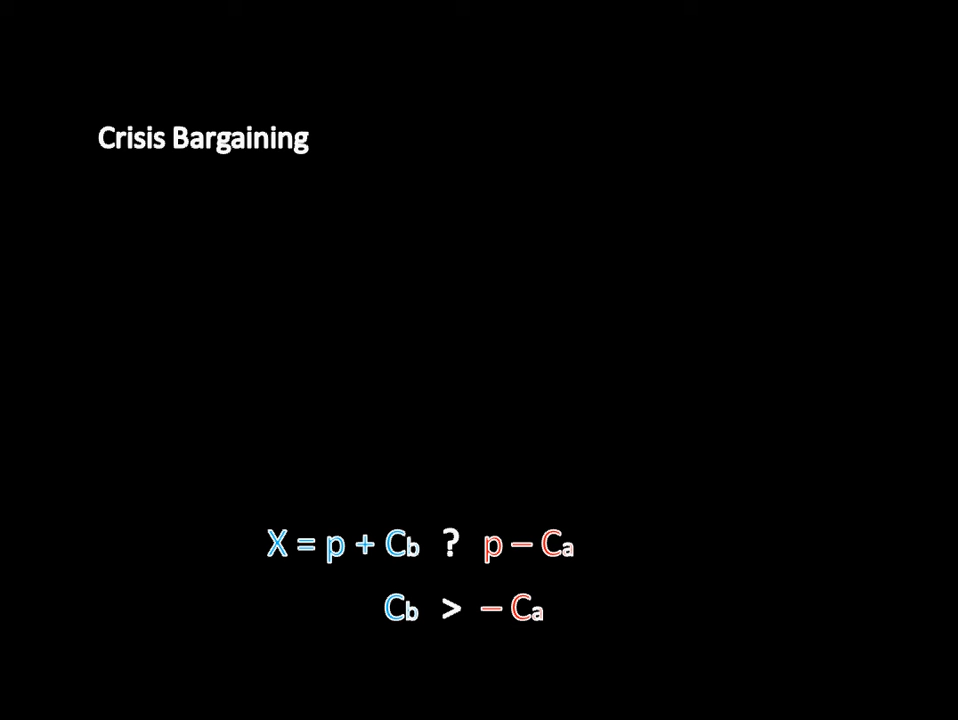 Crisis Bargaining
X = p + Cb ? p – Ca
Cb > – Ca